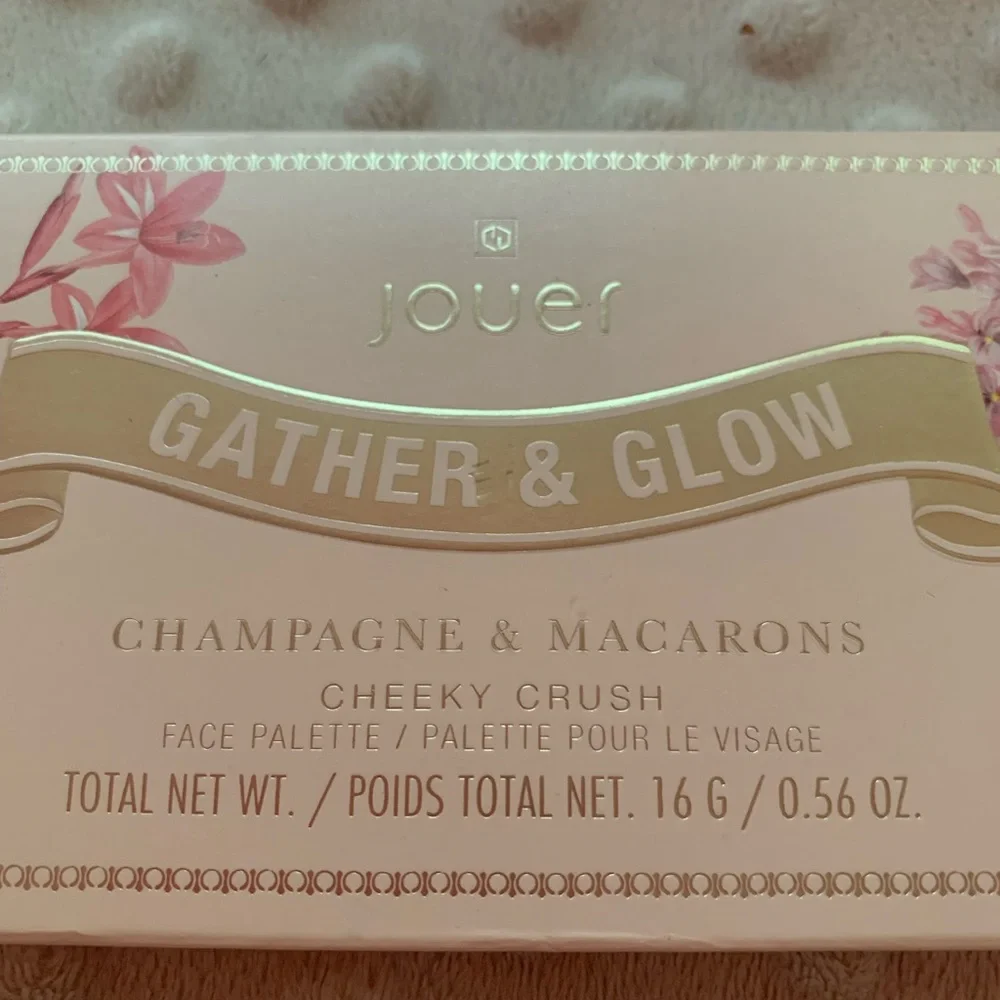 jouer
GATHER & GLOW
CHAMPAGNE & MACARONS
CHEEKY CRUSH
FACE PALETTE / PALETTE POUR LE VISAGE
TOTAL NET WT. / POIDS TOTAL NET. 16 G / 0.56 OZ.